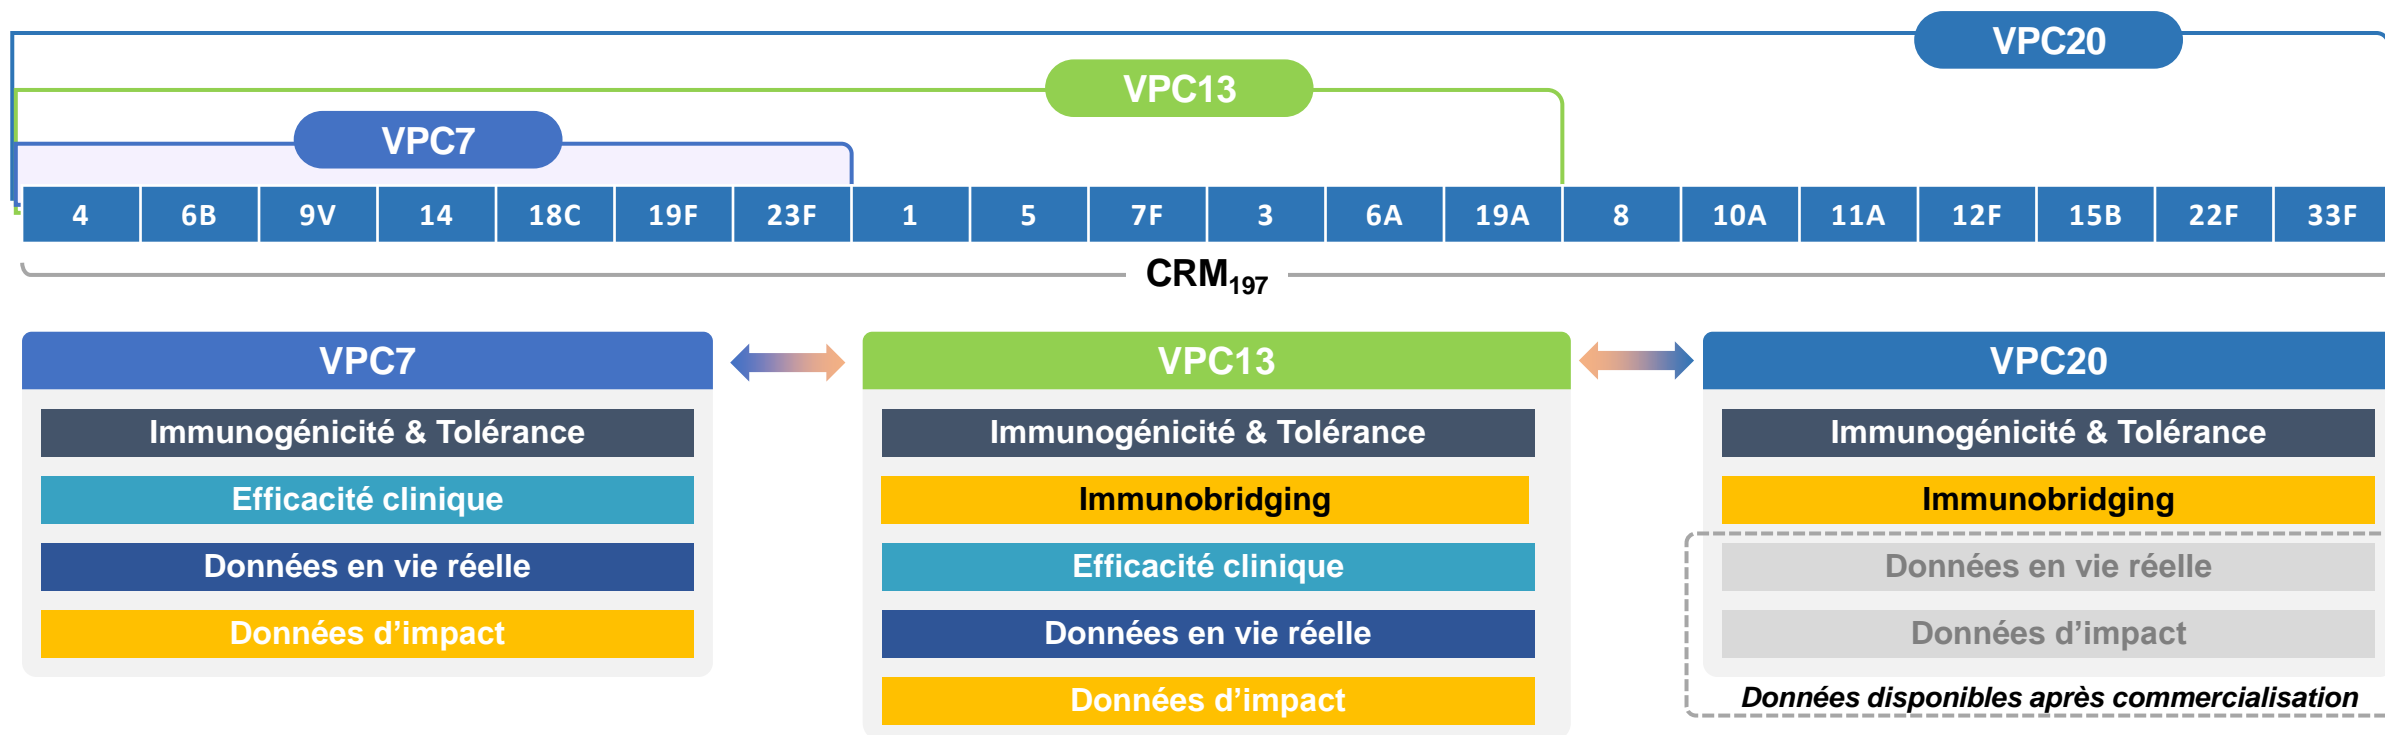 VPC20
VPC13
VPC7
4 6B 9V 14 18C 19F 23F 1 5 7F 3 6A 19A 8 10A 11A 12F 15B 22F 33F
CRM197
VPC7 VPC13 VPC20
Immunogénicité & Tolérance Immunogénicité & Tolérance Immunogénicité & Tolérance
Efficacité clinique Immunobridging Immunobridging
Données en vie réelle Efficacité clinique Données en vie réelle
Données d’impact Données en vie réelle Données d’impact
Données d’impact Données disponibles après commercialisation